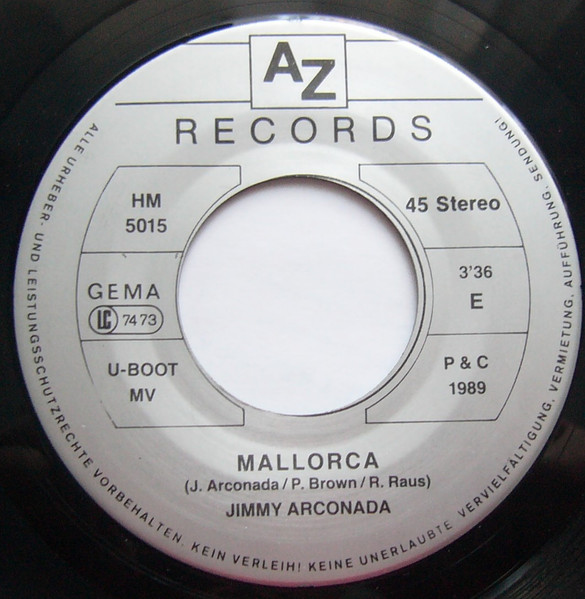 AZ
RECORDS
HM
5015
45 Stereo
GEMA
LC 7473
3'36
E
U-BOOT
MV
P & C
1989
MALLORCA
(J. Arconada / P. Brown / R. Raus)
JIMMY ARCONADA
ALLE URHEBER- UND LEISTUNGSSCHUTZRECHTE VORBEHALTEN. KEIN VERLEIH! KEINE UNERLAUBTE VERVIELFÄLTIGUNG, VERMIETUNG, AUFFÜHRUNG, SENDUNG!